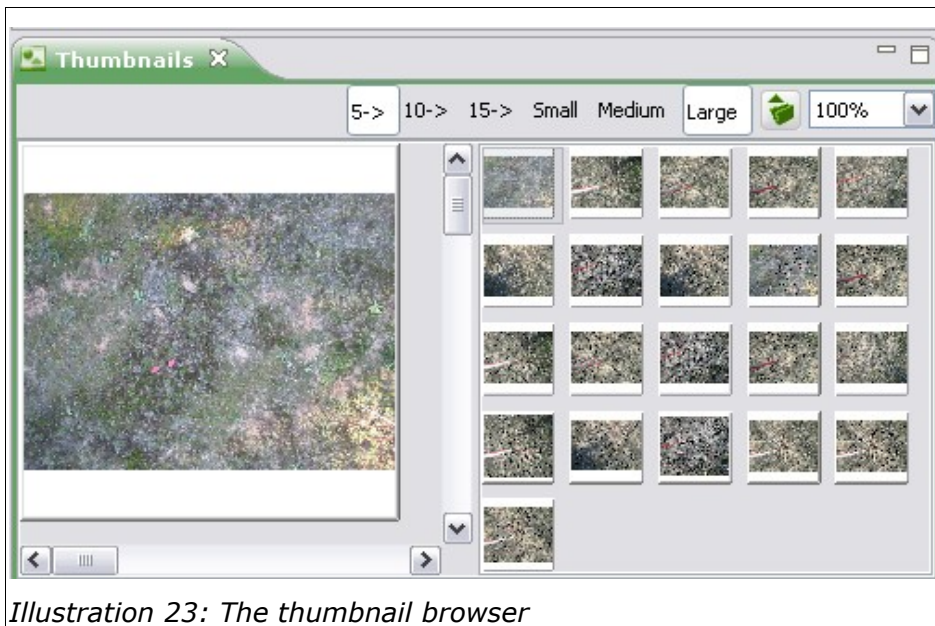 Thumbnails
5-> 10-> 15-> Small Medium Large 100%
Illustration 23: The thumbnail browser